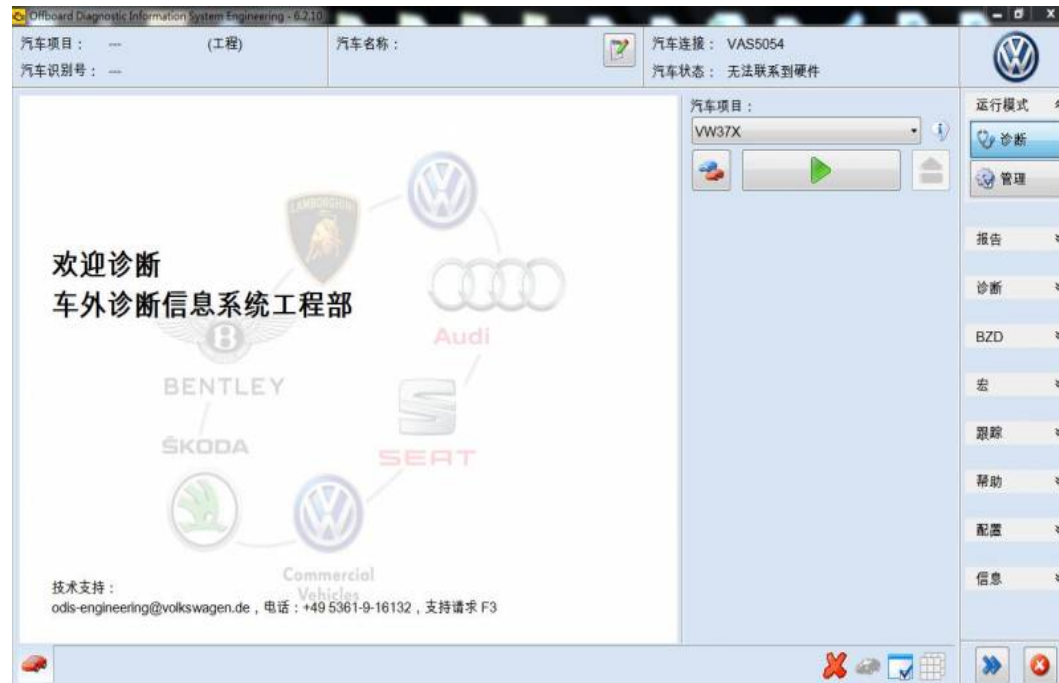 Offboard Diagnostic Information System Engineering - 6.2.10
汽车项目： --- (工程)
汽车识别号： ---
汽车名称：
汽车连接： VAS5054
汽车状态： 无法联系到硬件
汽车项目：
VW37X
运行模式
诊断
管理
报告
诊断
BZD
宏
跟踪
帮助
配置
信息
欢迎诊断
车外诊断信息系统工程部
LAMBORGHINI
Audi
BENTLEY
ŠKODA
SEAT
Commercial
Vehicles
技术支持：
odis-engineering@volkswagen.de，电话：+49 5361-9-16132，支持请求 F3